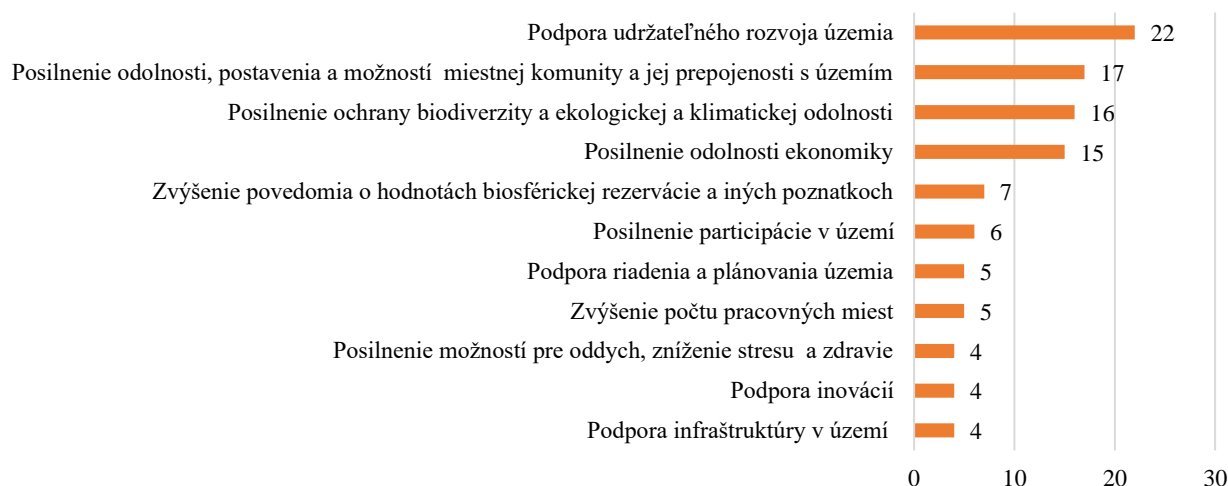 Podpora udržateľného rozvoja územia 22
Posilnenie odolnosti, postavenia a možností  miestnej komunity a jej prepojenosti s územím 17
Posilnenie ochrany biodiverzity a ekologickej a klimatickej odolnosti 16
Posilnenie odolnosti ekonomiky 15
Zvýšenie povedomia o hodnotách biosférickej rezervácie a iných poznatkoch 7
Posilnenie participácie v území 6
Podpora riadenia a plánovania územia 5
Zvýšenie počtu pracovných miest 5
Posilnenie možností pre oddych, zníženie stresu  a zdravie 4
Podpora inovácií 4
Podpora infraštruktúry v území 4
0 10 20 30